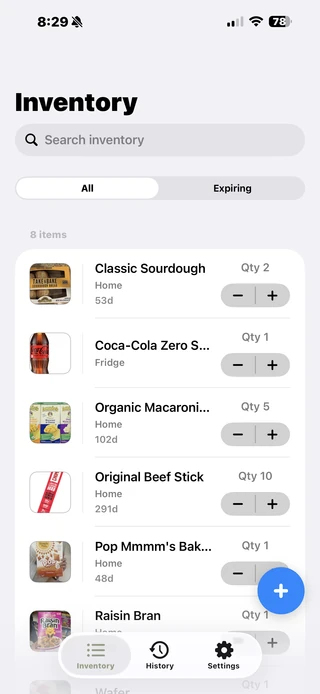 8:29
78
Inventory
Search inventory
All
Expiring
8 items
Classic Sourdough
Home
53d
Qty 2
Coca-Cola Zero S...
Fridge
Qty 1
Organic Macaroni...
Home
102d
Qty 5
Original Beef Stick
Home
291d
Qty 10
Pop Mmmm's Bak...
Home
48d
Qty 1
Raisin Bran
Home
Qty 1
Inventory
History
Settings
Wafer
Qty 1